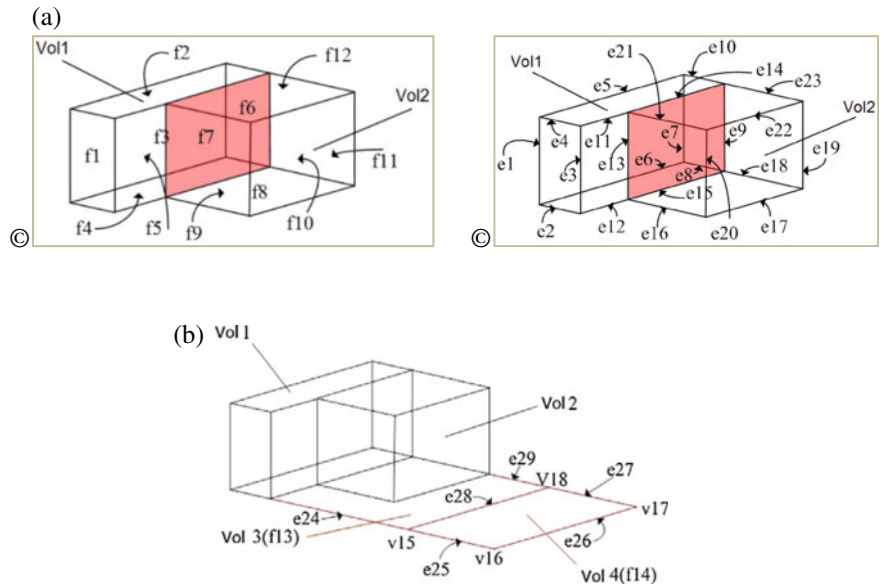 (a)
Vol1
f2
f12
f6
Vol2
f3
f7
f1
f11
f8
f10
f4
f5
f9
©
e21
e10
Vol1
e5
e14
e23
e4
e11
e7
e9
e22
Vol2
e1
e3
e13
e6
e8
e18
e19
e15
e2
e12
e16
e20
e17
©
(b)
Vol 1
Vol 2
e29
V18
e27
e28
v17
e24
Vol 3(f13)
v15
e26
e25
v16
Vol 4(f14)